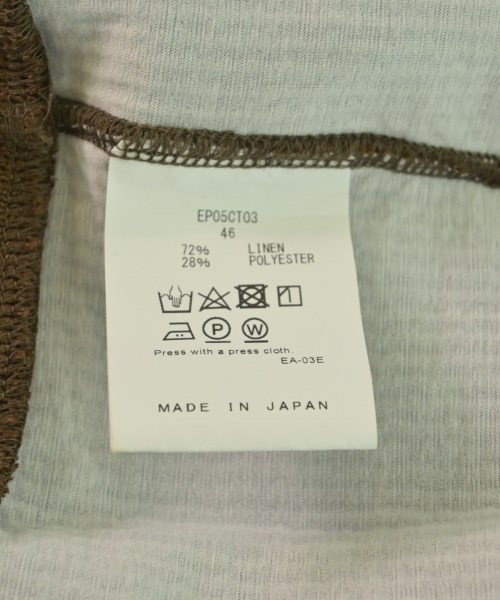 EP05CT03
46
72% LINEN
28% POLYESTER
P W
Press with a press cloth.
EA-03E
MADE IN JAPAN